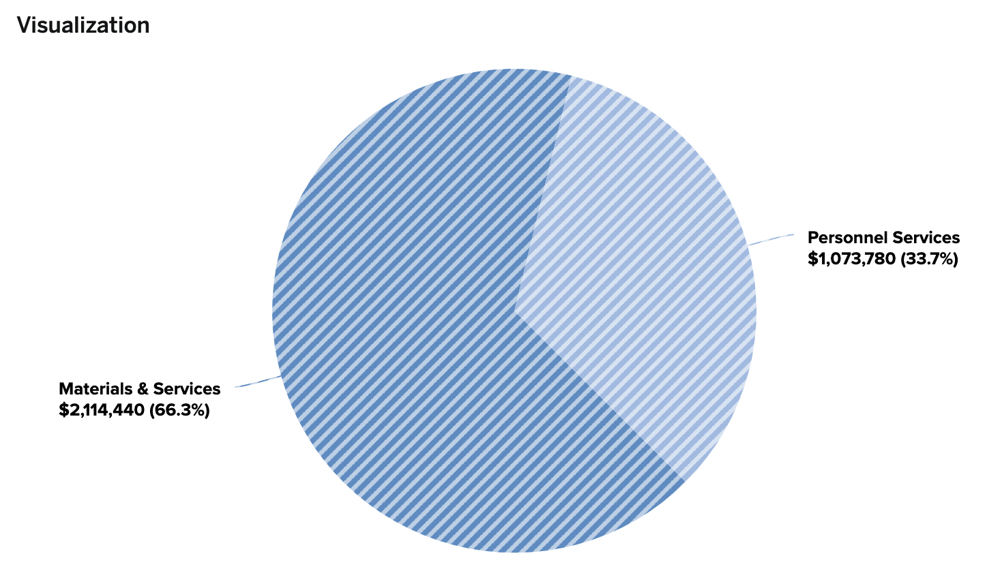 Visualization
Personnel Services
$1,073,780 (33.7%)
Materials & Services
$2,114,440 (66.3%)